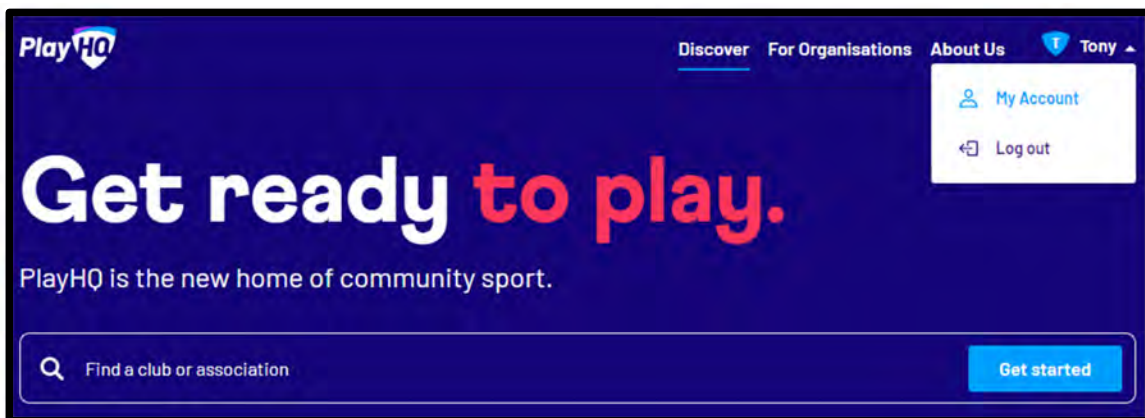 PlayHQ
Discover For Organisations About Us T Tony
My Account
Log out
Get ready to play.
PlayHQ is the new home of community sport.
Find a club or association Get started